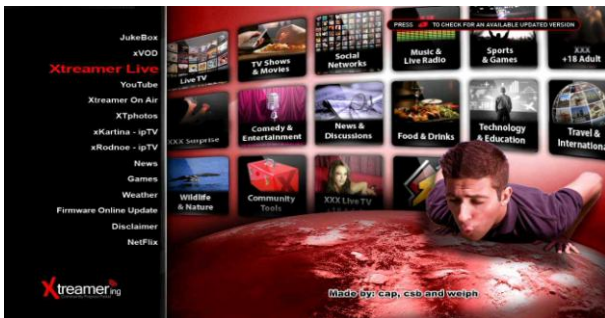 JukeBox
xVOD
Xtreamer Live
YouTube
Xtreamer On Air
XTphotos
xKartina - ipTV
xRodnoe - ipTV
News
Games
Weather
Firmware Online Update
Disclaimer
NetFlix
Xtreamering
PRESS
TO CHECK FOR AN AVAILABLE UPDATED VERSION
Live TV
TV Shows
& Movies
Social
Networks
Music &
Live Radio
Sports
& Games
XXX
+18 Adult
XXX Surprise
Comedy &
Entertainment
News &
Discussions
Food & Drinks
Technology
& Education
Travel &
Internationa
Wildlife
& Nature
Community
Tools
XXX Live TV
Made by: cap, csb and weiph